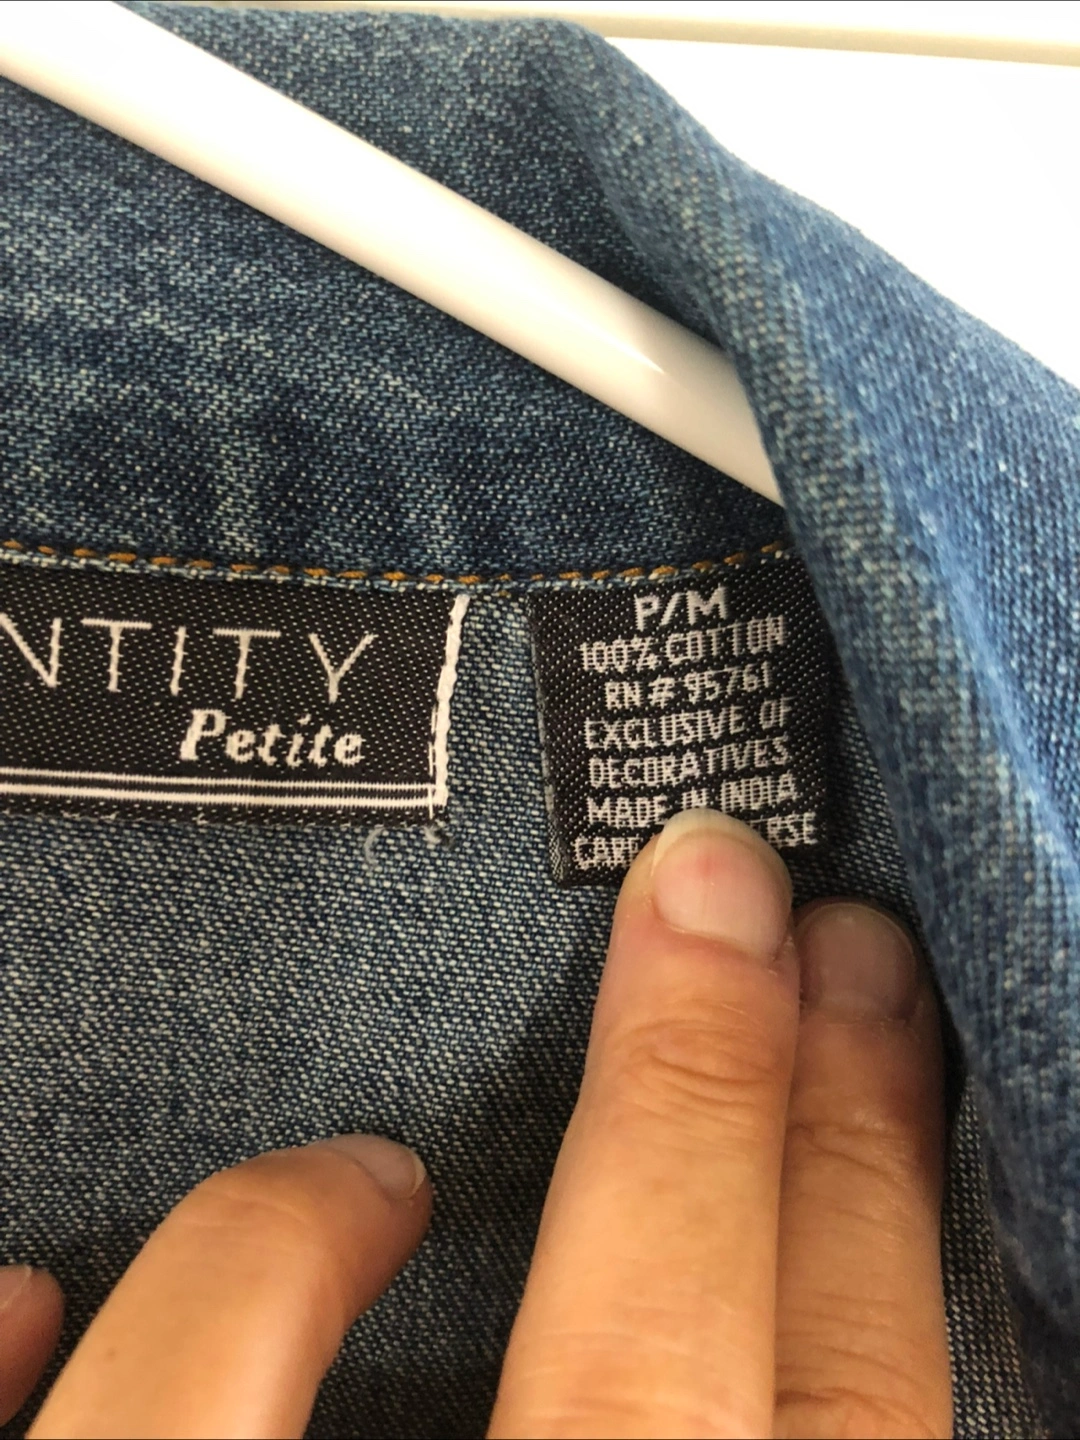 NTITY
Petite
P/M
100% COTTON
RN # 95761
EXCLUSIVE OF
DECORATIVES
MADE IN INDIA